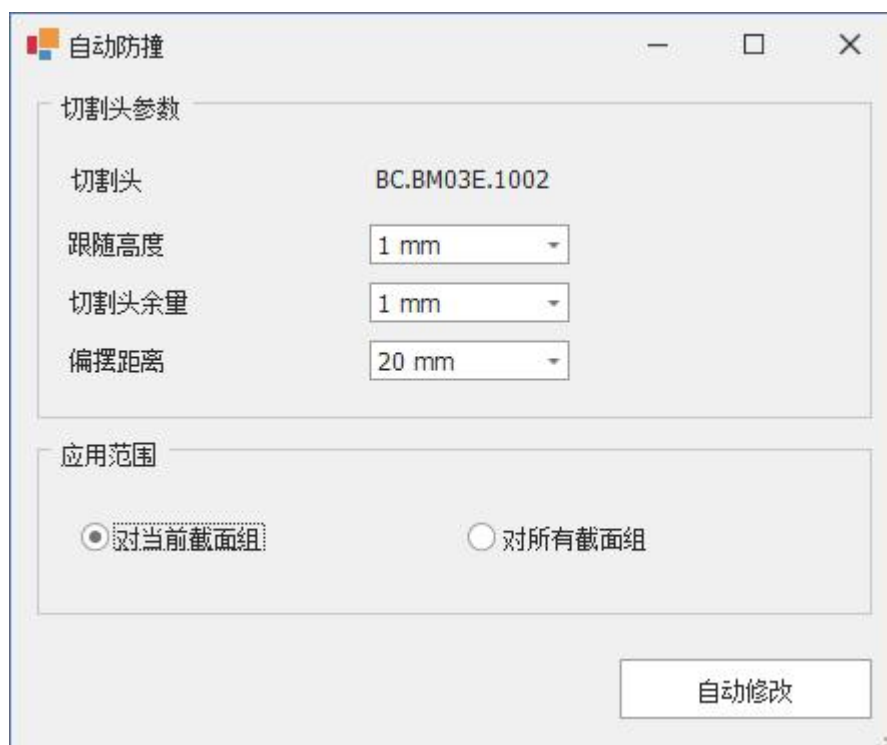 自动防撞
切割头参数
切割头 BC.BM03E.1002
跟随高度 1 mm
切割头余量 1 mm
偏摆距离 20 mm
应用范围
对当前截面组 对所有截面组
自动修改